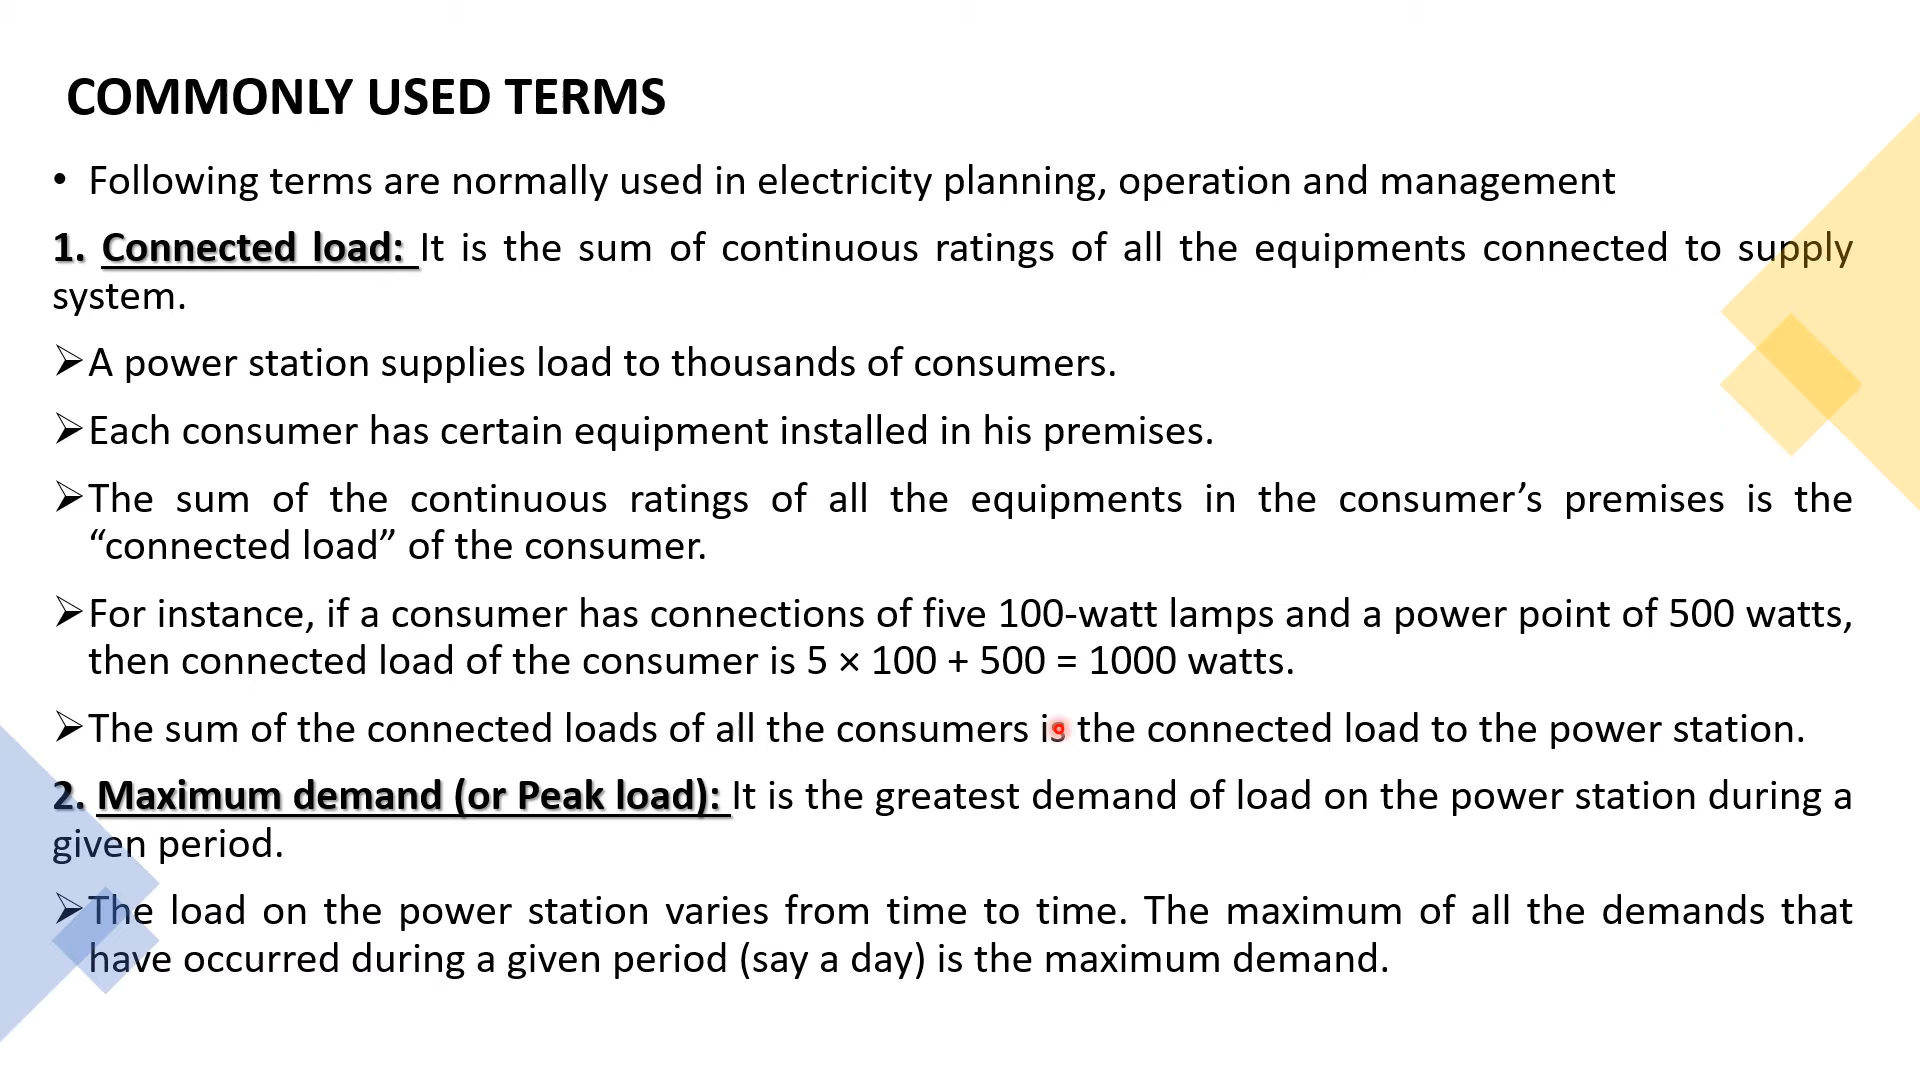 COMMONLY USED TERMS
• Following terms are normally used in electricity planning, operation and management
1. Connected load: It is the sum of continuous ratings of all the equipments connected to supply
system.
➢A power station supplies load to thousands of consumers.
➢Each consumer has certain equipment installed in his premises.
➢The sum of the continuous ratings of all the equipments in the consumer’s premises is the
“connected load” of the consumer.
➢For instance, if a consumer has connections of five 100-watt lamps and a power point of 500 watts,
then connected load of the consumer is 5 × 100 + 500 = 1000 watts.
➢The sum of the connected loads of all the consumers is the connected load to the power station.
2. Maximum demand (or Peak load): It is the greatest demand of load on the power station during a
given period.
➢The load on the power station varies from time to time. The maximum of all the demands that
have occurred during a given period (say a day) is the maximum demand.